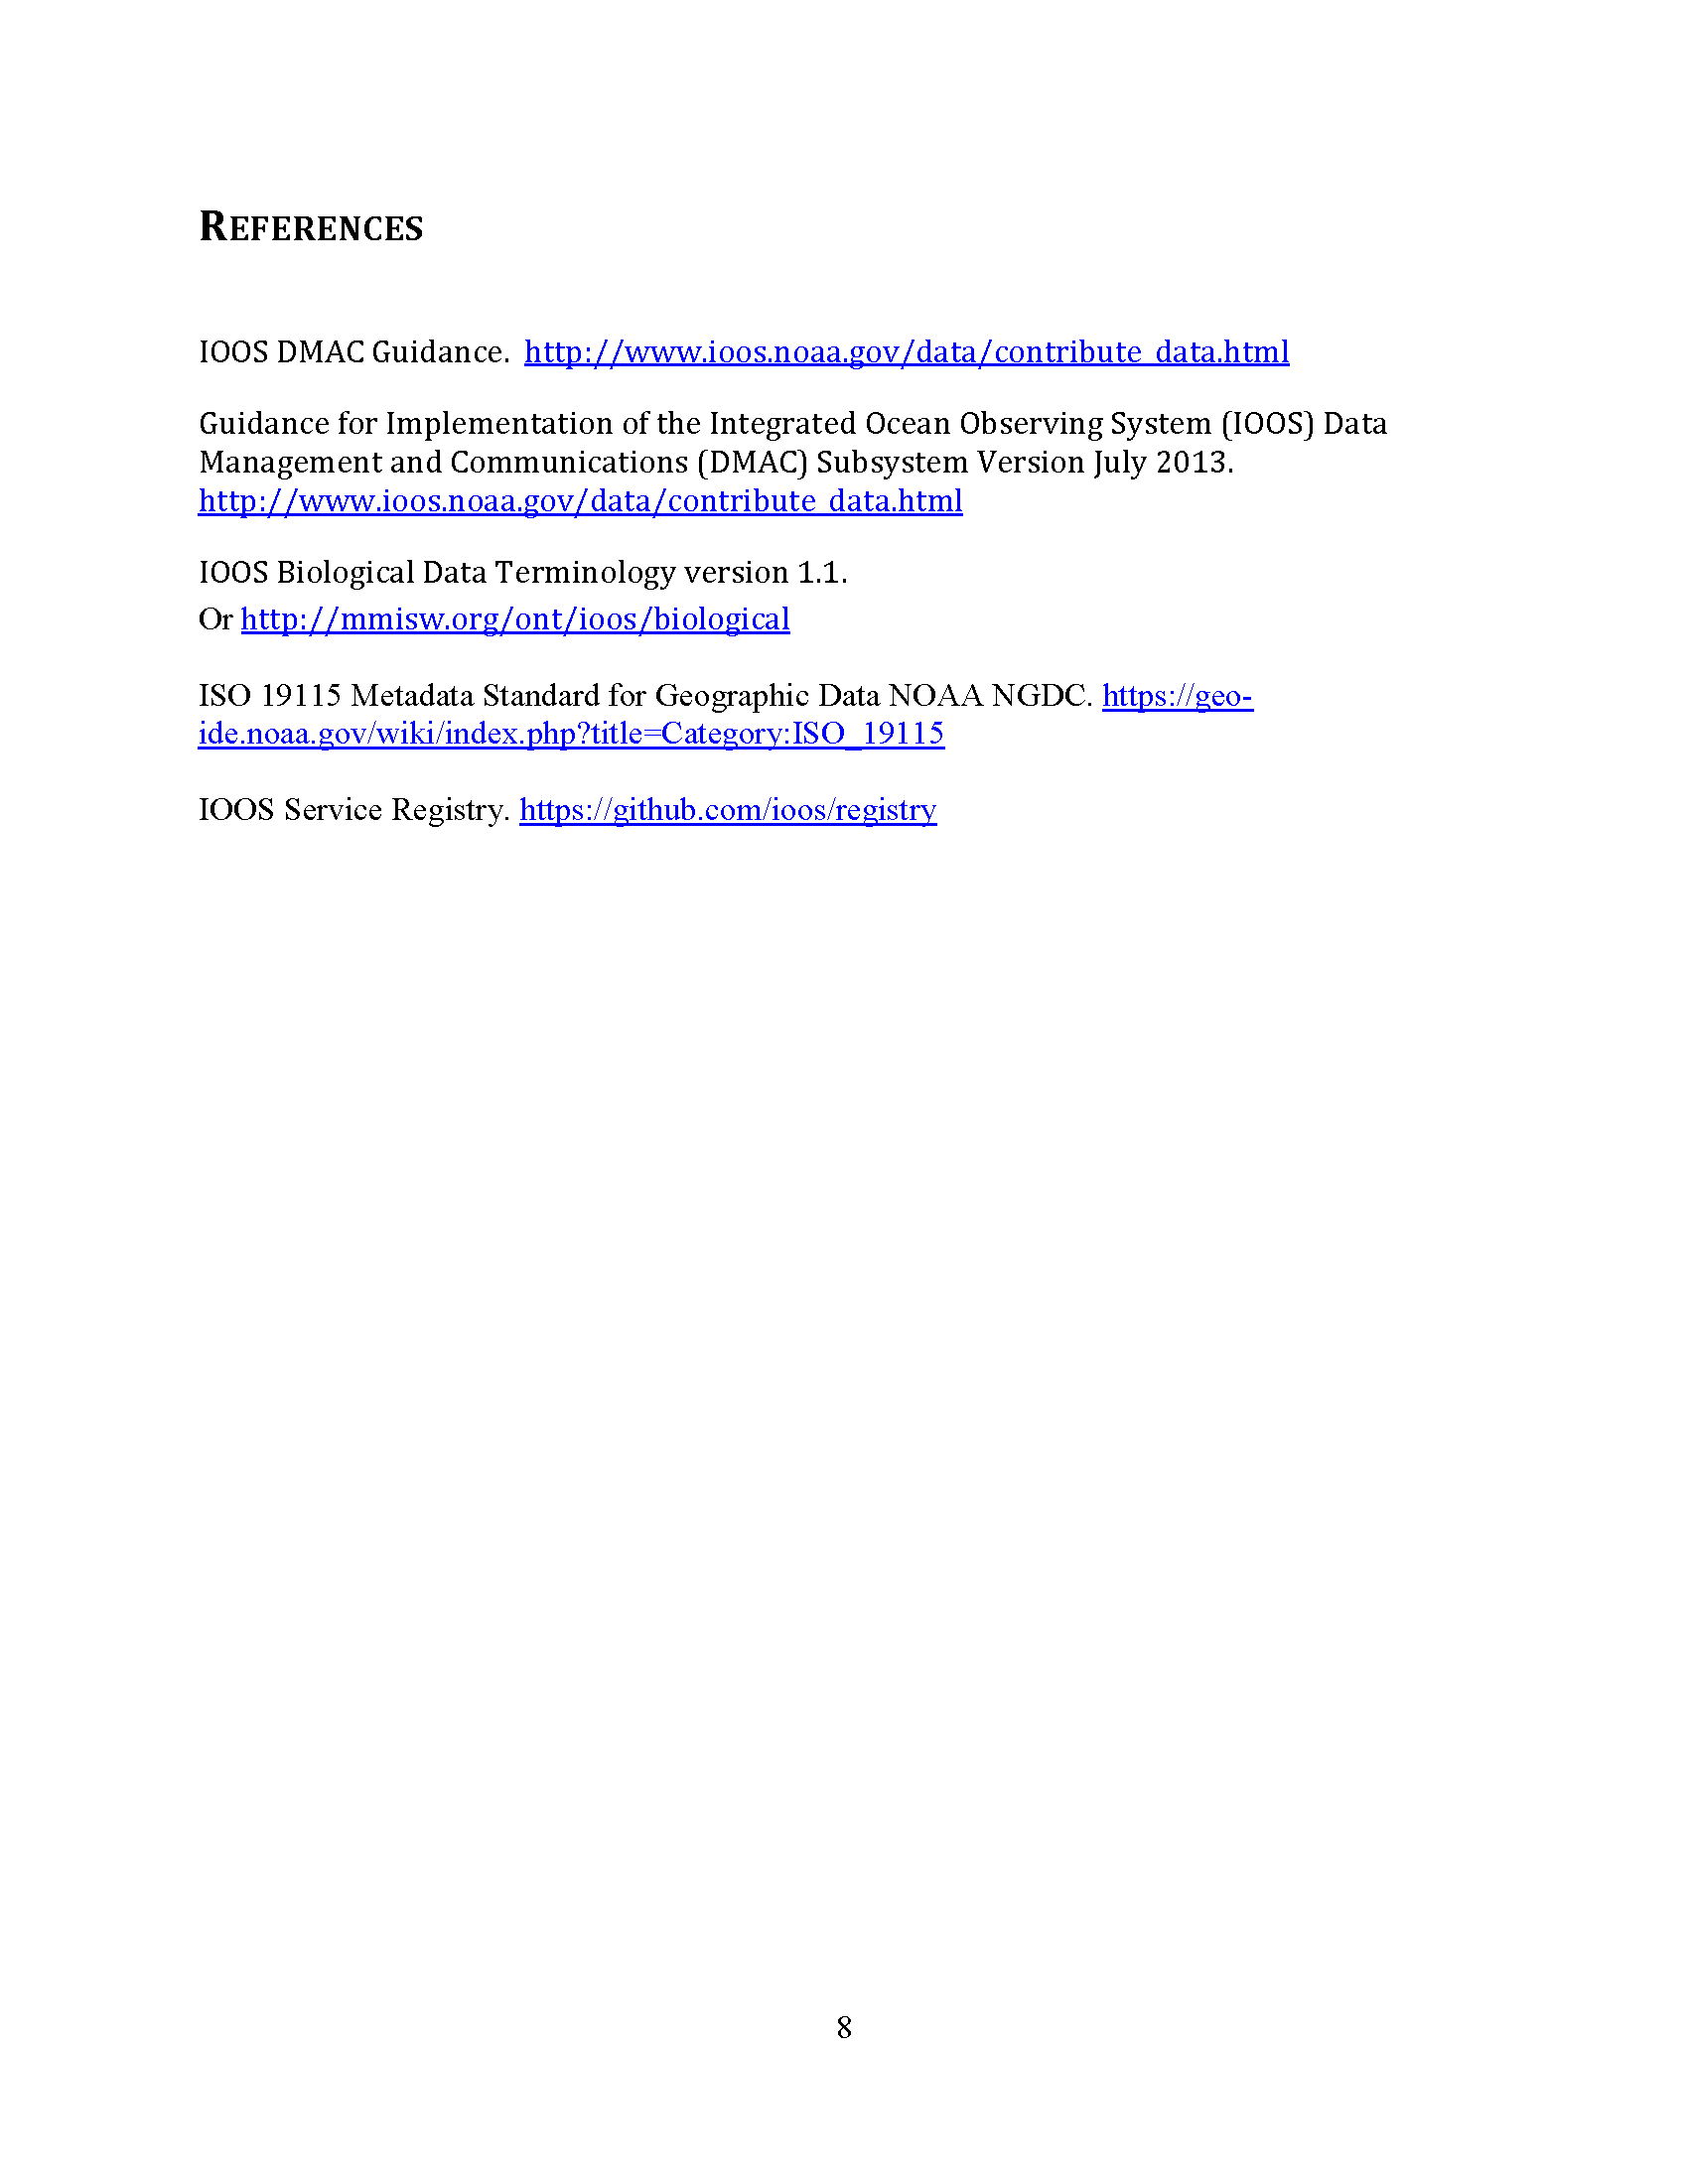 REFERENCES
IOOS DMAC Guidance.  http://www.ioos.noaa.gov/data/contribute_data.html
Guidance for Implementation of the Integrated Ocean Observing System (IOOS) Data
Management and Communications (DMAC) Subsystem Version July 2013.
http://www.ioos.noaa.gov/data/contribute_data.html
IOOS Biological Data Terminology version 1.1.
Or http://mmisw.org/ont/ioos/biological
ISO 19115 Metadata Standard for Geographic Data NOAA NGDC. https://geo-
ide.noaa.gov/wiki/index.php?title=Category:ISO_19115
IOOS Service Registry. https://github.com/ioos/registry
8